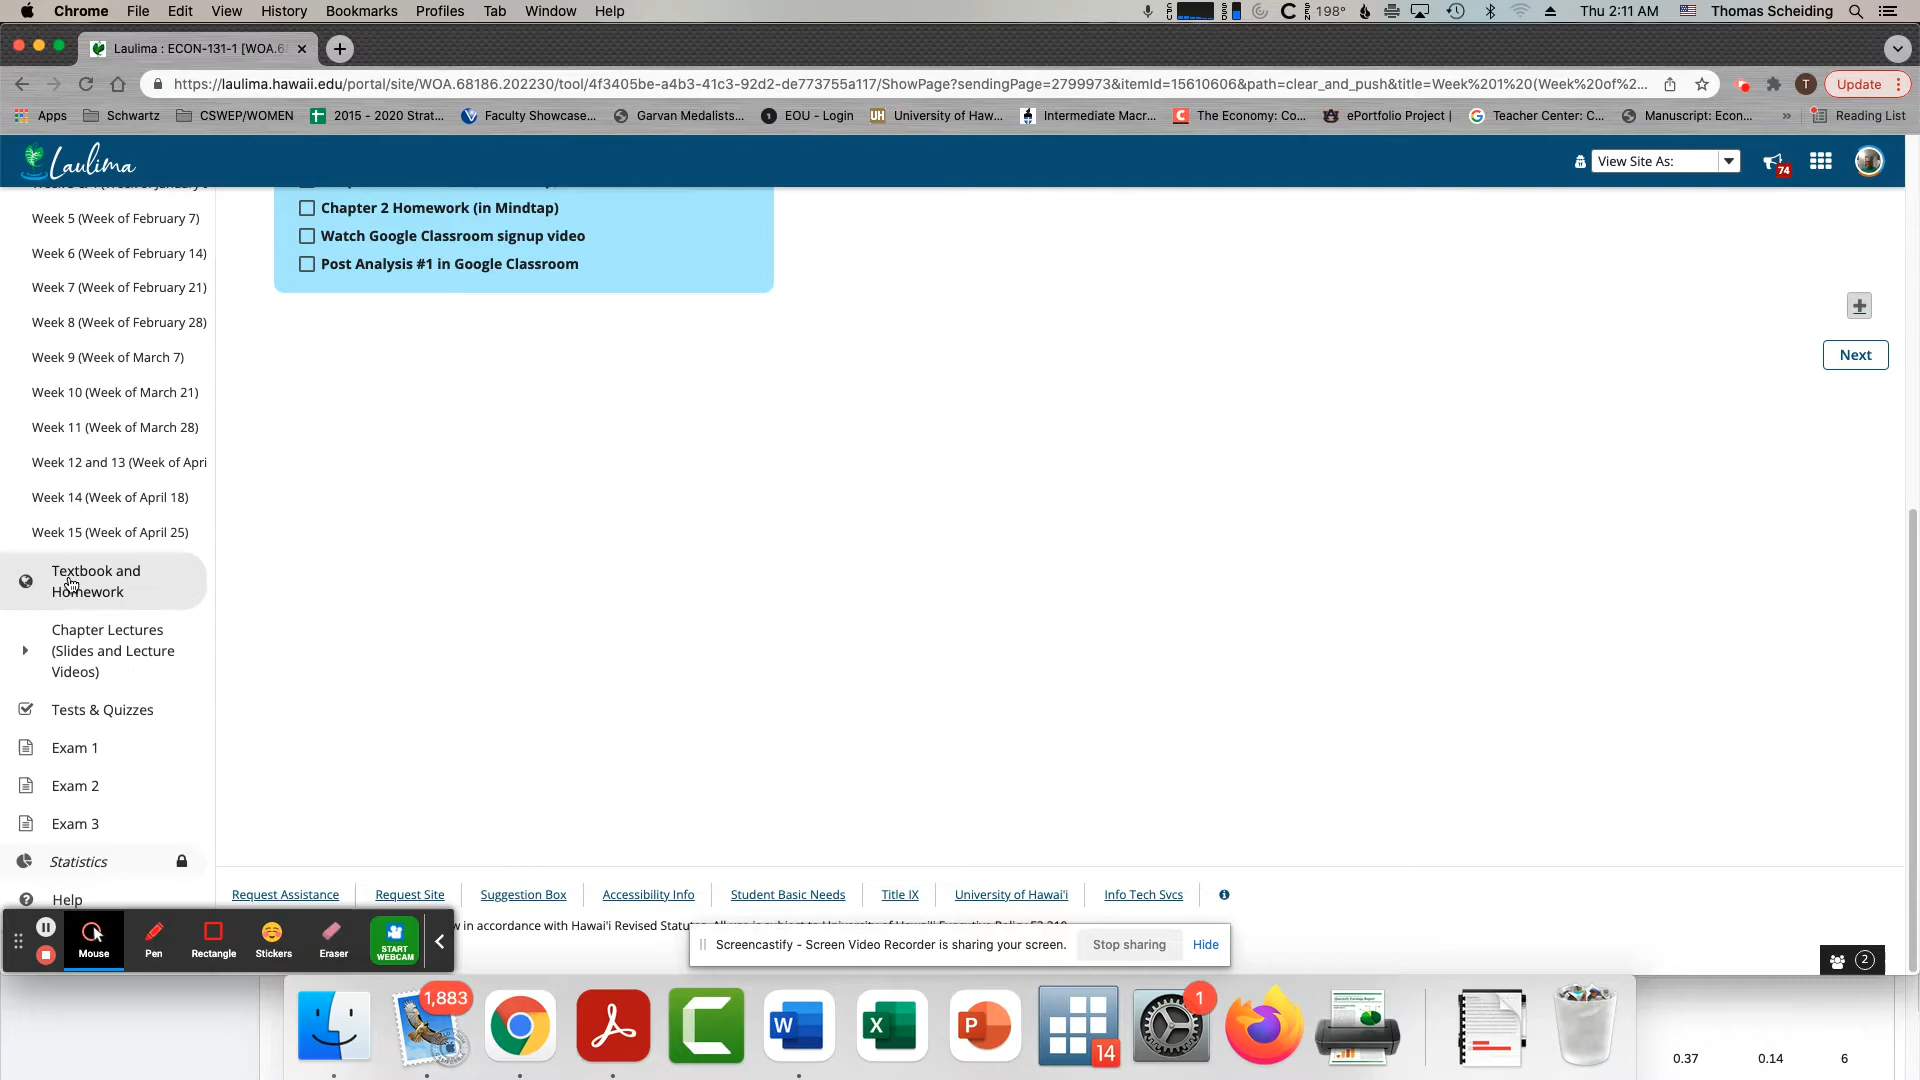 Chrome File Edit View History Bookmarks Profiles Tab Window Help 198° Thu 2:11 AM Thomas Scheiding
Laulima : ECON-131-1 [WOA.6
https://laulima.hawaii.edu/portal/site/WOA.68186.202230/tool/4f3405be-a4b3-41c3-92d2-de773755a117/ShowPage?sendingPage=2799973&itemId=15610606&path=clear_and_push&title=Week%201%20(Week%20of%2... T Update
Apps Schwartz CSWEP/WOMEN 2015 - 2020 Strat... Faculty Showcase... Garvan Medalists... EOU - Login University of Haw... Intermediate Macr... The Economy: Co... ePortfolio Project | Teacher Center: C... Manuscript: Econ... » Reading List
Laulima View Site As: 74
Chapter 2 Homework (in Mindtap)
Watch Google Classroom signup video
Post Analysis #1 in Google Classroom
Next
Week 5 (Week of February 7)
Week 6 (Week of February 14)
Week 7 (Week of February 21)
Week 8 (Week of February 28)
Week 9 (Week of March 7)
Week 10 (Week of March 21)
Week 11 (Week of March 28)
Week 12 and 13 (Week of Apri
Week 14 (Week of April 18)
Week 15 (Week of April 25)
Textbook and
Homework
Chapter Lectures
(Slides and Lecture
Videos)
Tests & Quizzes
Exam 1
Exam 2
Exam 3
Statistics
Help
Request Assistance Request Site Suggestion Box Accessibility Info Student Basic Needs Title IX University of Hawai'i Info Tech Svcs
w in accordance with Hawai'i Revised
Mouse Pen Rectangle Stickers Eraser START WEBCAM
Screencastify - Screen Video Recorder is sharing your screen. Stop sharing Hide
2
1,883 W X P 14 1
0.37 0.14 6